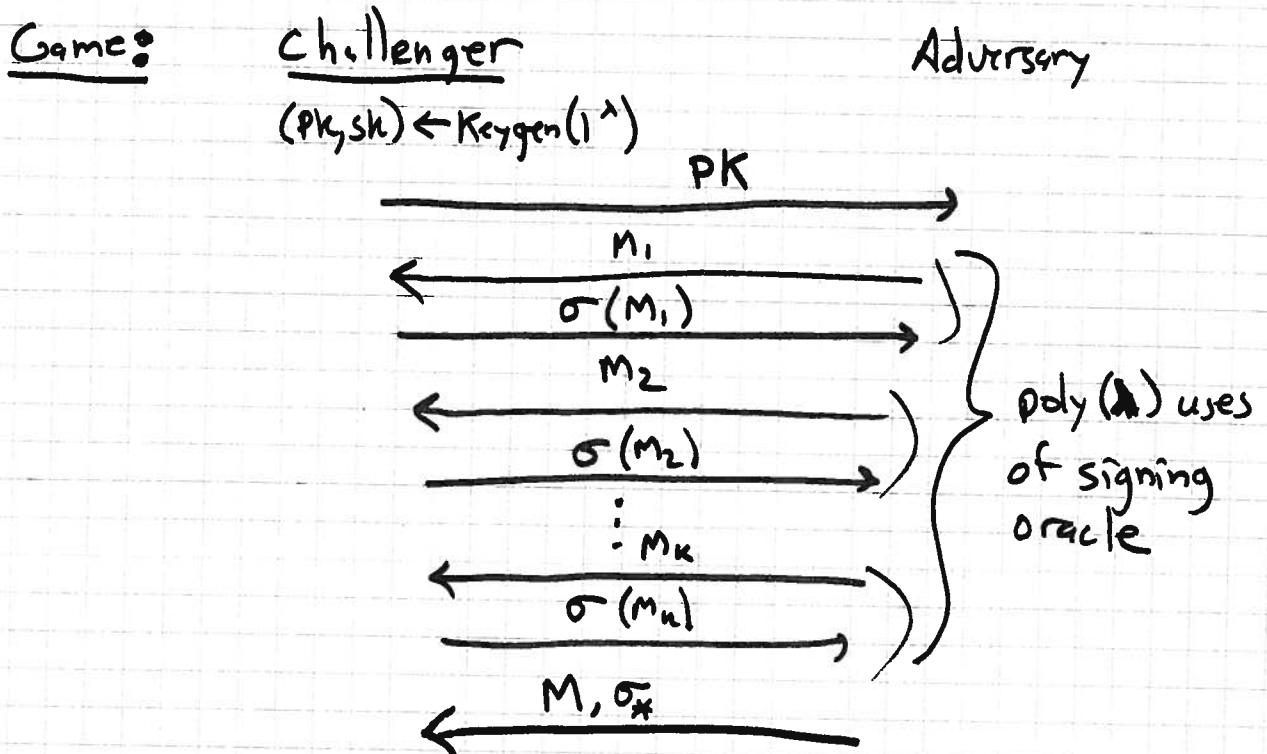 Game: Challenger Adversary
(PK, sk) ← Keygen(1^λ)
PK
M₁
σ(M₁)
M₂
σ(M₂)
⋮ Mₖ
σ(Mₖ)
poly(λ) uses
of signing
oracle
M, σ*